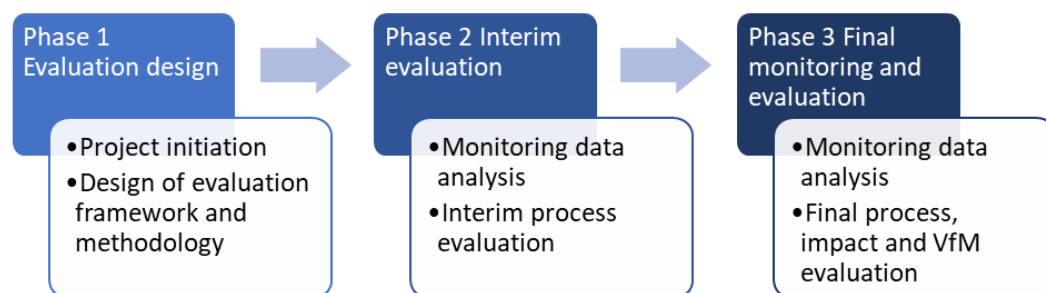 Phase 1
Evaluation design
•Project initiation
•Design of evaluation
framework and
methodology
Phase 2 Interim
evaluation
•Monitoring data
analysis
•Interim process
evaluation
Phase 3 Final
monitoring and
evaluation
•Monitoring data
analysis
•Final process,
impact and VfM
evaluation